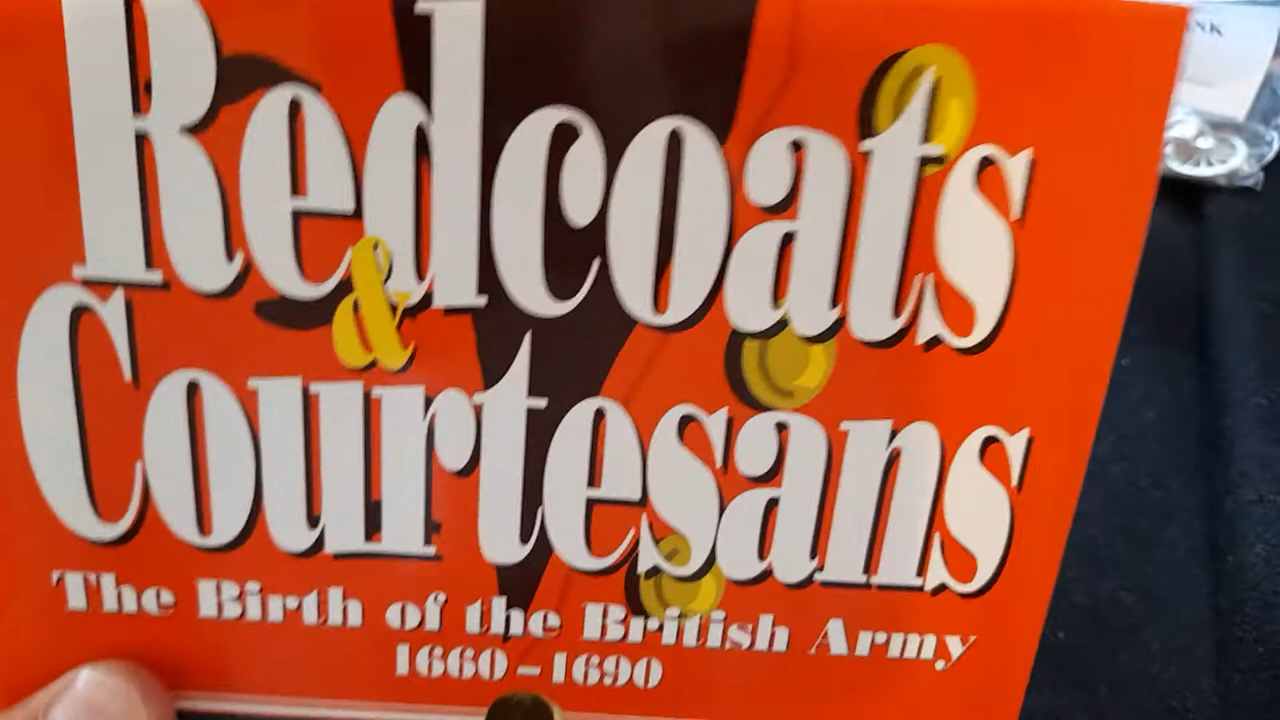 Redcoats
&
Courtesans
The Birth of the British Army
1660–1690